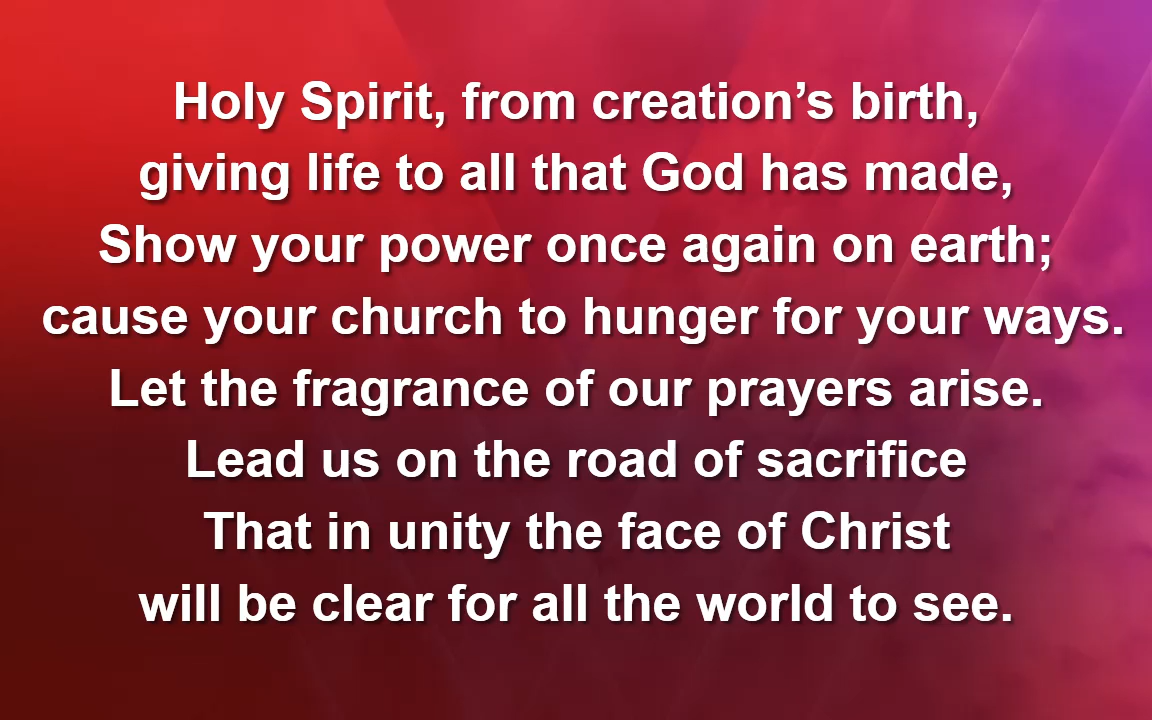 Holy Spirit, from creation’s birth,
giving life to all that God has made,
Show your power once again on earth;
cause your church to hunger for your ways.
Let the fragrance of our prayers arise.
Lead us on the road of sacrifice
That in unity the face of Christ
will be clear for all the world to see.